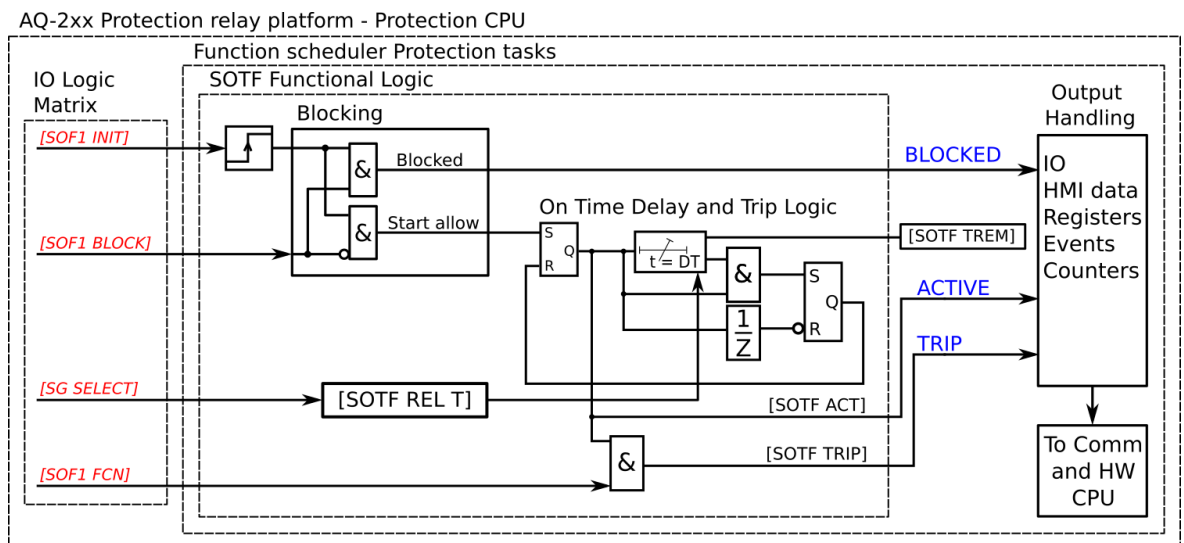 AQ-2xx Protection relay platform - Protection CPU
Function scheduler Protection tasks
SOTF Functional Logic
IO Logic
Matrix
Blocking
Output
Handling
[SOF1 INIT]
&
Blocked
BLOCKED
IO
HMI data
Registers
Events
Counters
[SOF1 BLOCK]
&
Start allow
On Time Delay and Trip Logic
S
Q
R
t = DT
[SOTF TREM]
&
S
Q
R
1
Z
ACTIVE
TRIP
[SG SELECT]
[SOTF REL T]
[SOTF ACT]
[SOF1 FCN]
&
[SOTF TRIP]
To Comm
and HW
CPU